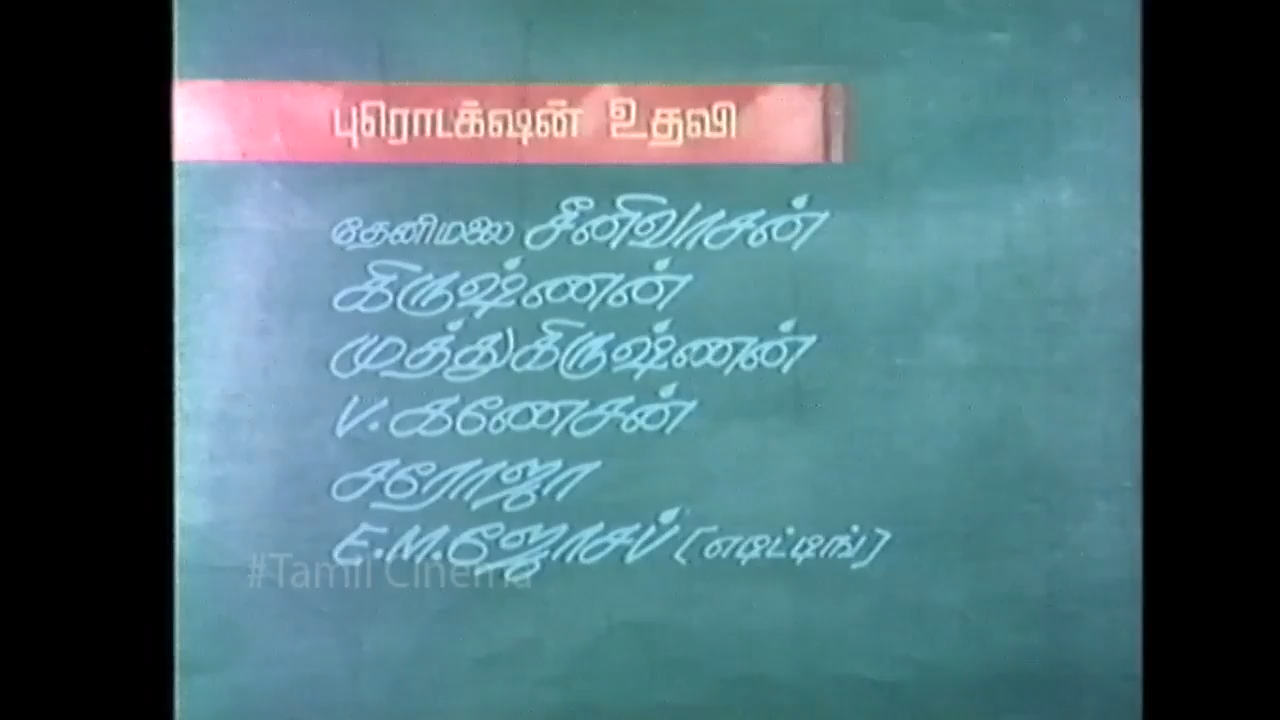 புரொடக்ஷன் உதவி
தேனிமலை சீனிவாசன்
கிருஷ்ணன்
முத்துகிருஷ்ணன்
V.கணேசன்
சரோஜா
E.M.ஜோசப் (எடிட்டிங்)
#Tamil Cinema